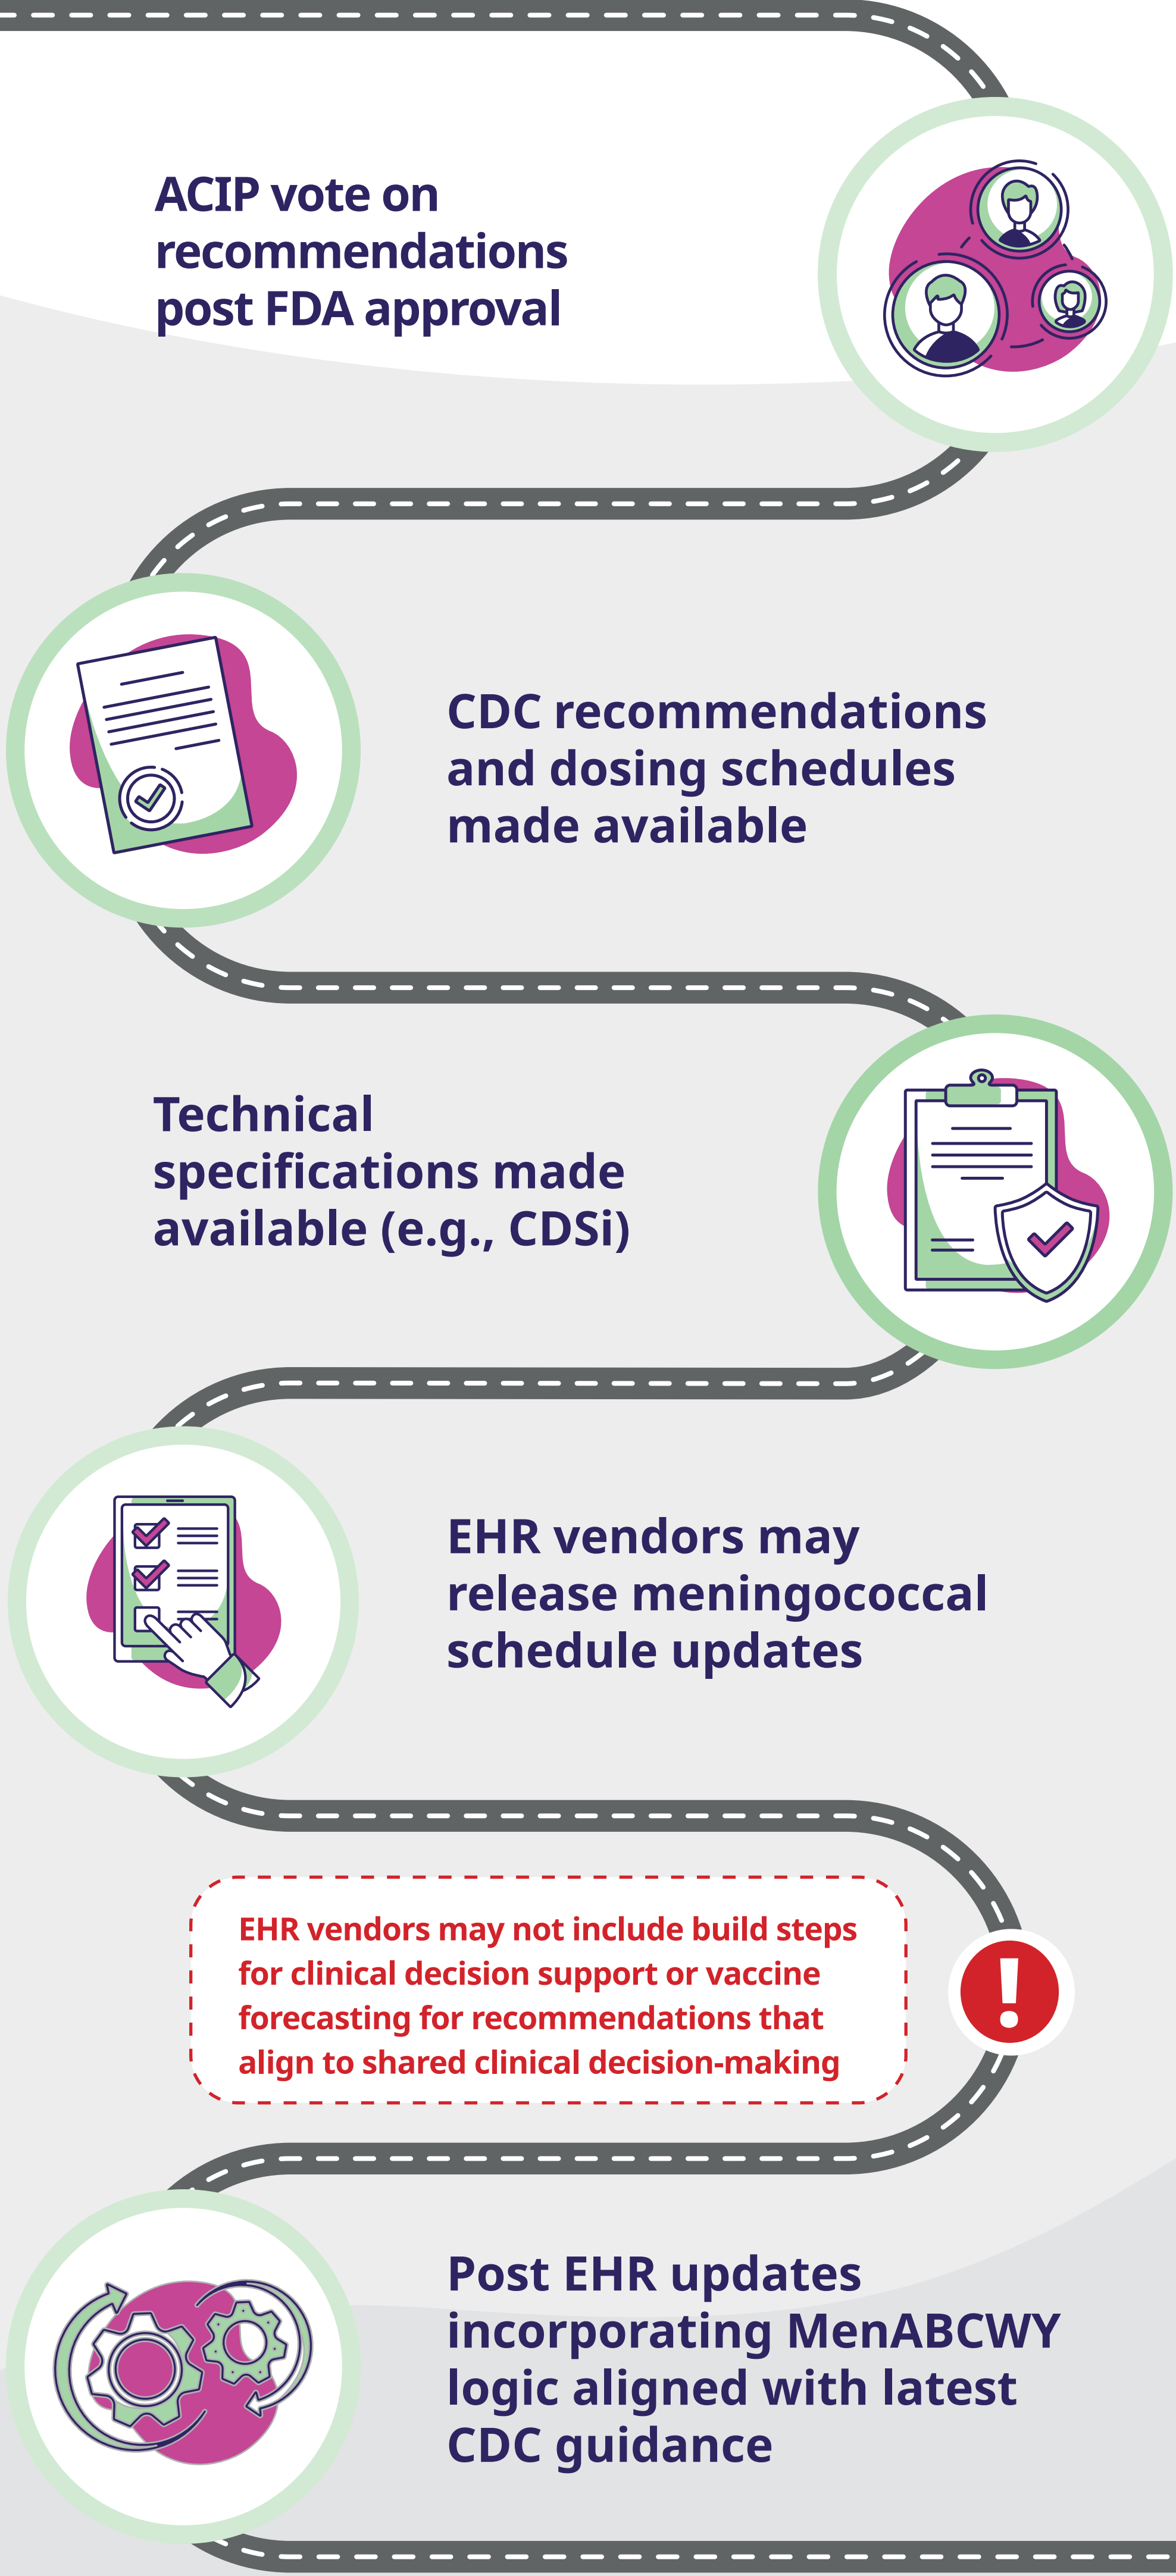 ACIP vote on
recommendations
post FDA approval
CDC recommendations
and dosing schedules
made available
Technical
specifications made
available (e.g., CDSi)
EHR vendors may
release meningococcal
schedule updates
EHR vendors may not include build steps
for clinical decision support or vaccine
forecasting for recommendations that
align to shared clinical decision-making
!
Post EHR updates
incorporating MenABCWY
logic aligned with latest
CDC guidance